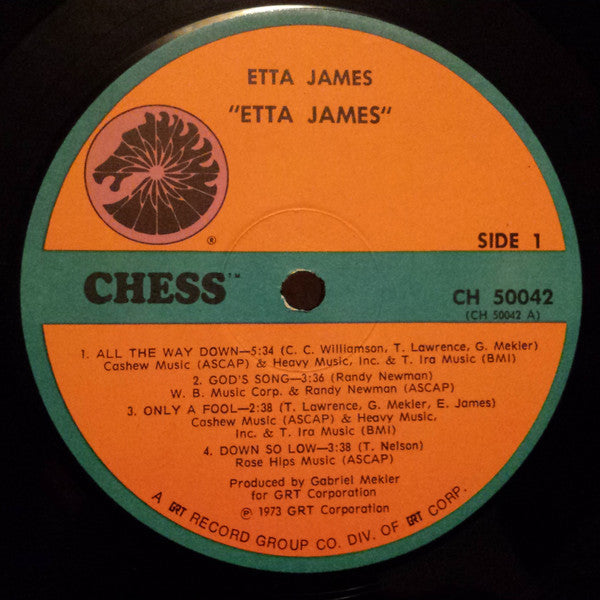 ETTA JAMES
"ETTA JAMES"
®
SIDE 1
CHESS™
CH 50042
(CH 50042 A)
1. ALL THE WAY DOWN—5:34 (C. C. Williamson, T. Lawrence, G. Mekler)
Cashew Music (ASCAP) & Heavy Music, Inc. & T. Ira Music (BMI)
2. GOD'S SONG—3:36 (Randy Newman)
W. B. Music Corp. & Randy Newman (ASCAP)
3. ONLY A FOOL—2:38 (T. Lawrence, G. Mekler, E. James)
Cashew Music (ASCAP) & Heavy Music,
Inc. & T. Ira Music (BMI)
4. DOWN SO LOW—3:38 (T. Nelson)
Rose Hips Music (ASCAP)
Produced by Gabriel Mekler
for GRT Corporation
℗ 1973 GRT Corporation
A GRT RECORD GROUP CO. DIV. OF GRT CORP.